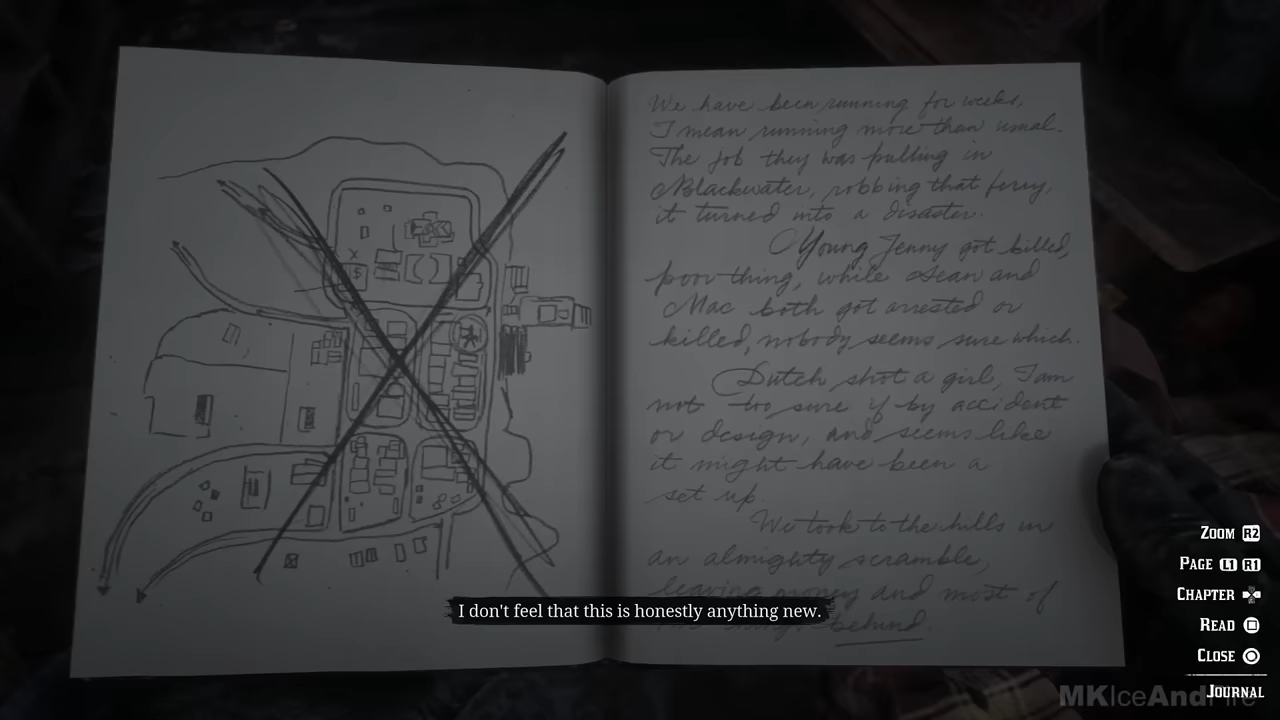 We have been running for weeks,
I mean running more than usual.
The job they was pulling in
Blackwater, robbing that ferry,
it turned into a disaster.
Young Jenny got killed,
poor thing, while Sean and
Mac both got arrested or
killed, nobody seems sure which.
Dutch shot a girl, I am
not too sure if by accident
or design, and seems like
it might have been a
set up.
We took to the hills in
an almighty scramble,
leaving money and most of
behind.
I don't feel that this is honestly anything new.
X
$
ZOOM R2
PAGE L1 R1
CHAPTER
READ
CLOSE
JOURNAL
MKIceAndFire